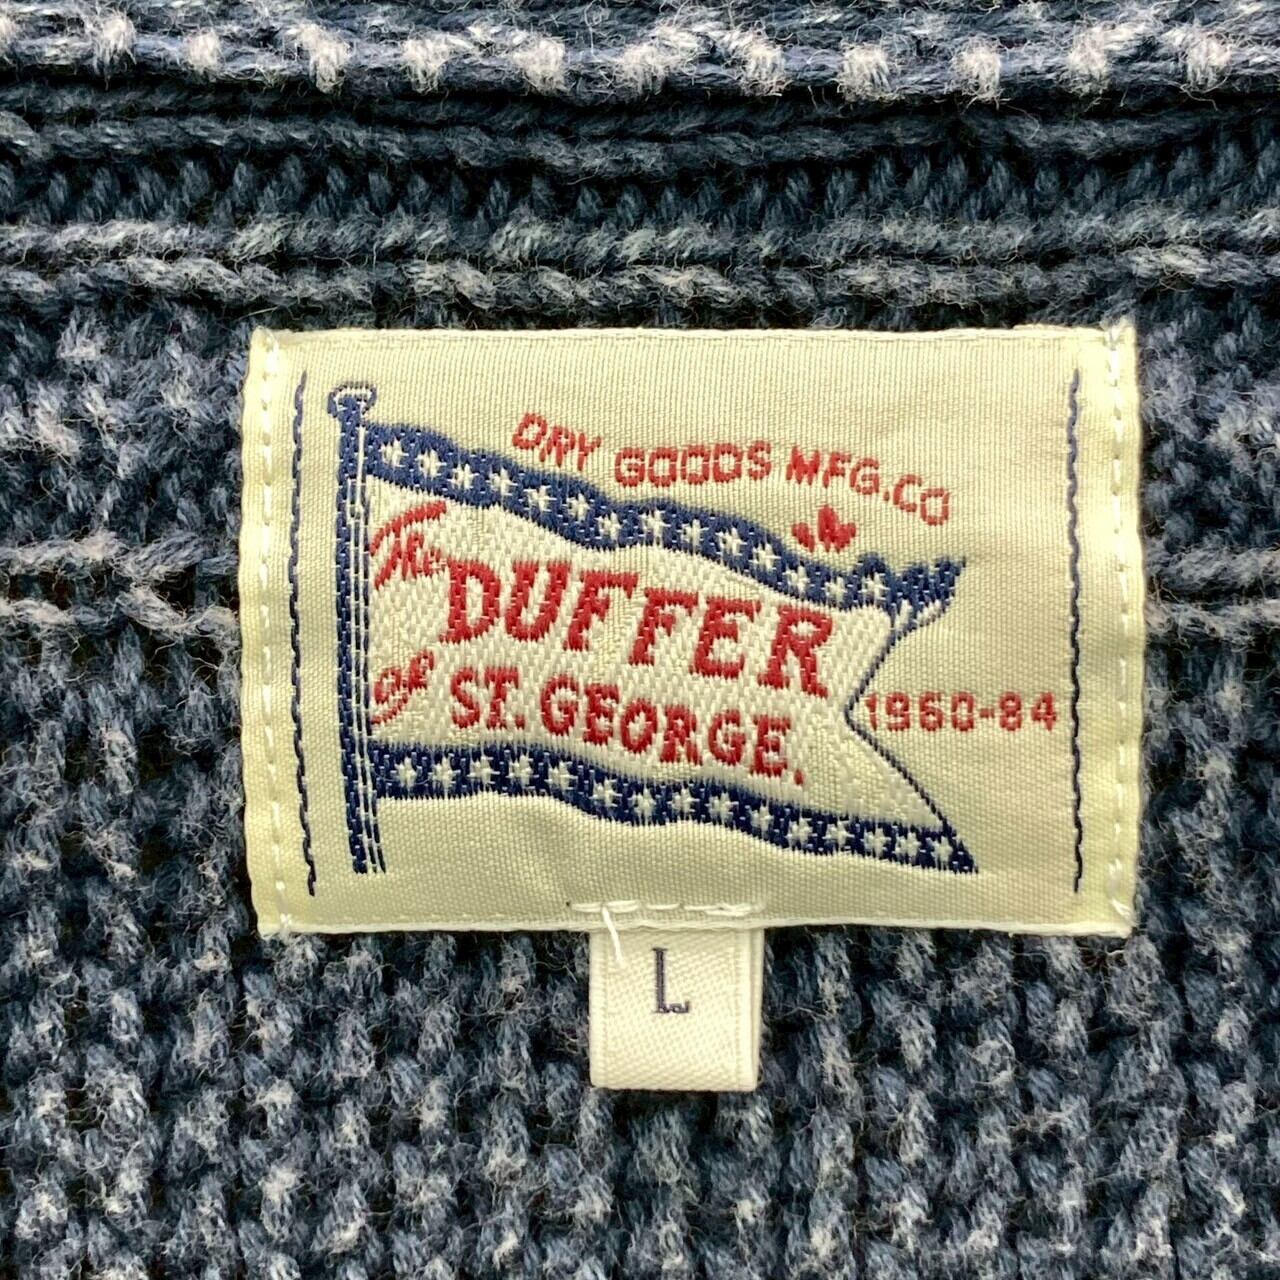 DRY GOODS MFG.CO
The DUFFER
of ST. GEORGE.
1960-84
L